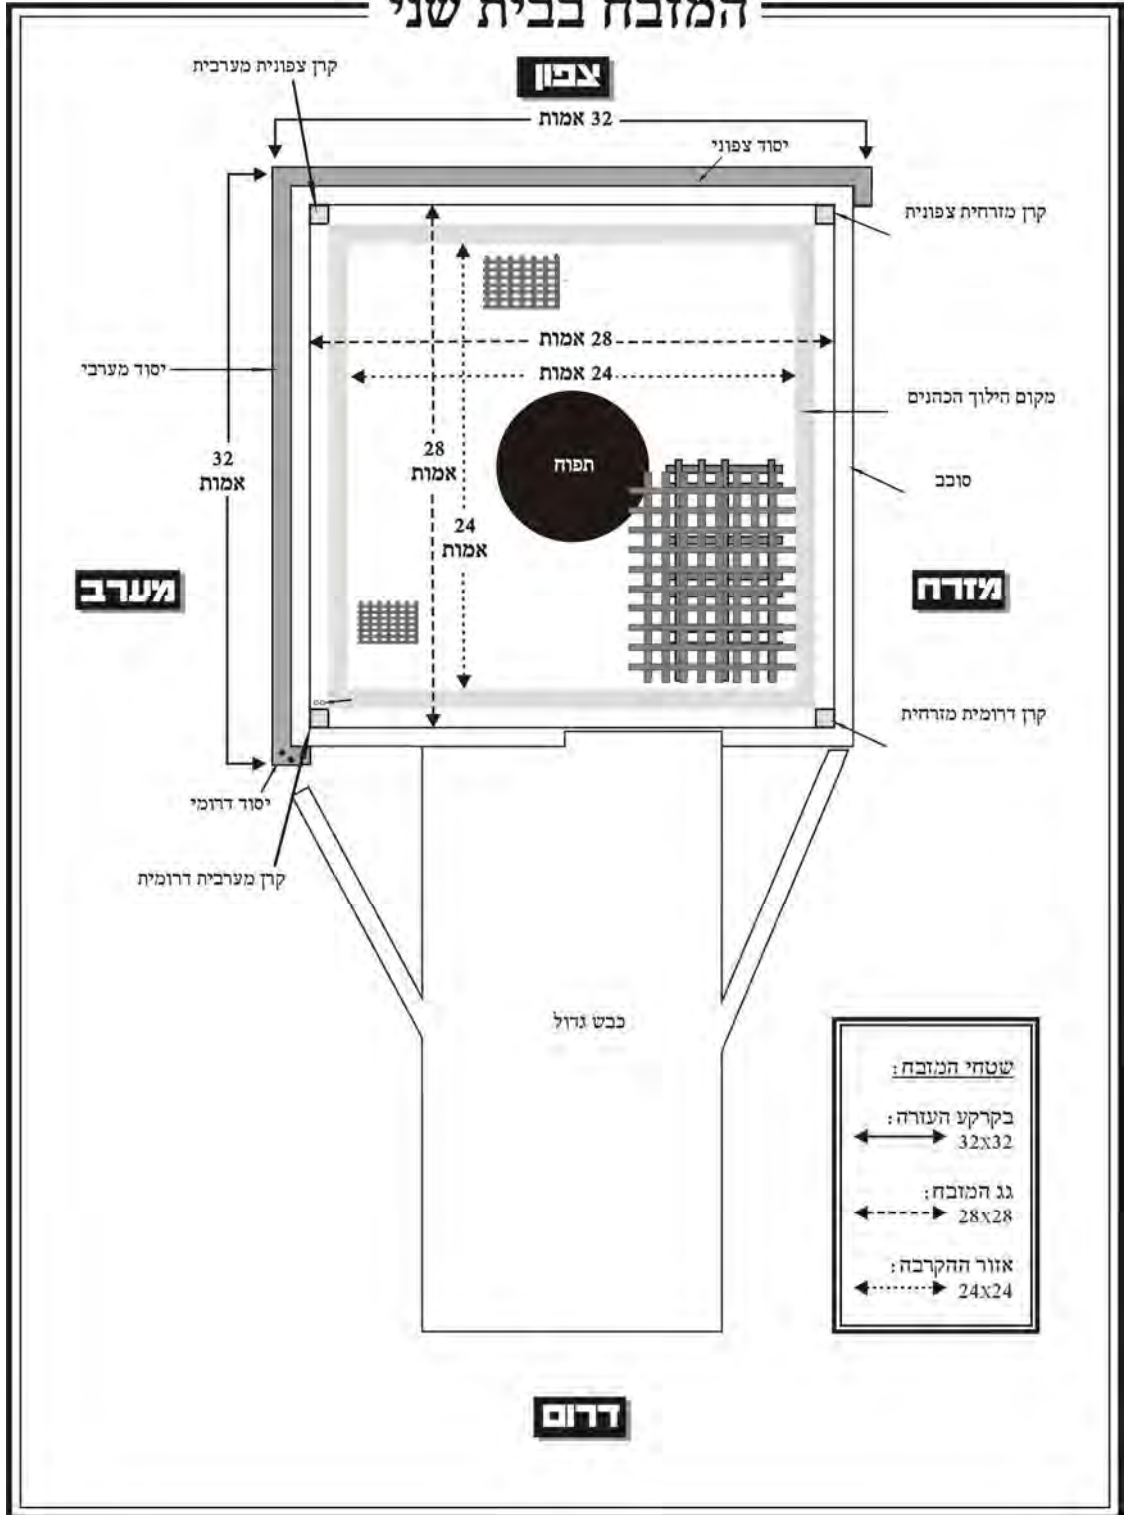 המזבח בבית שני
צפון
קרן צפונית מערבית
32 אמות
יסוד צפוני
קרן מזרחית צפונית
28 אמות
יסוד מערבי
24 אמות
מקום הילוך הכהנים
28
אמות
32
אמות
תפוח
סובב
24
אמות
מערב
מזרח
קרן דרומית מזרחית
יסוד דרומי
קרן מערבית דרומית
כבש גדול
שטחי המזבח:
בקרקע העזרה:
32x32
גג המזבח:
28x28
אזור ההקרבה:
24x24
דרום